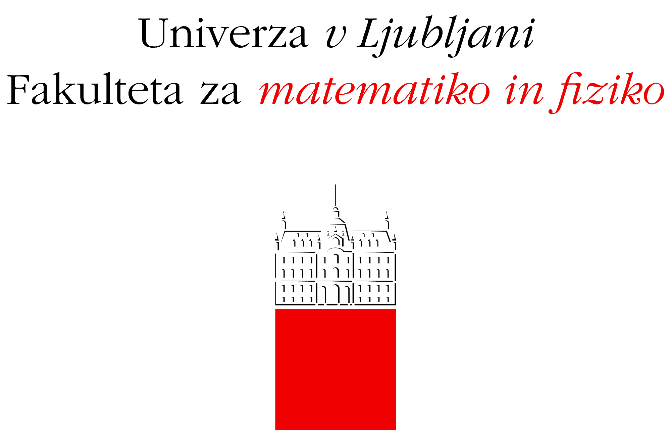 Univerza v Ljubljani
Fakulteta za matematiko in fiziko